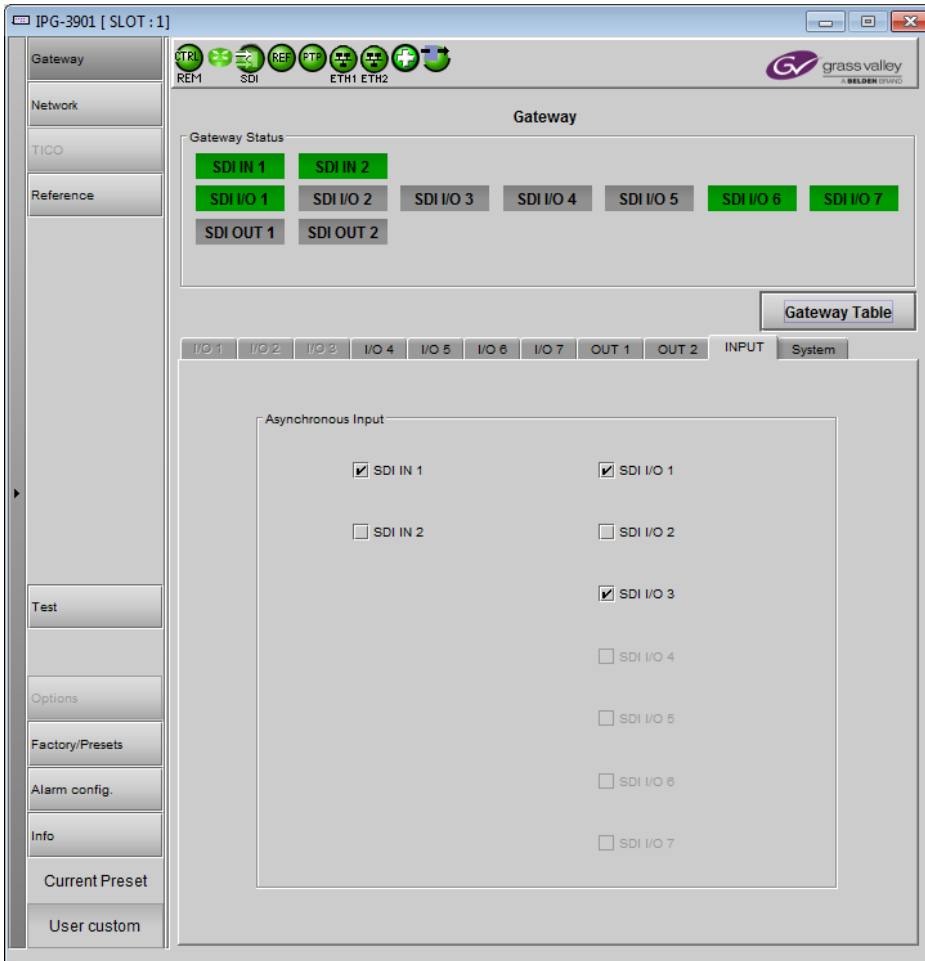 IPG-3901 [ SLOT : 1]
Gateway
Network
TICO
Reference
Test
Options
Factory/Presets
Alarm config.
Info
Current Preset
User custom
CTRL REF PTP
REM SDI ETH1 ETH2
GV grass valley
A BELDEN BRAND
Gateway
Gateway Status
SDI IN 1 SDI IN 2
SDI I/O 1 SDI I/O 2 SDI I/O 3 SDI I/O 4 SDI I/O 5 SDI I/O 6 SDI I/O 7
SDI OUT 1 SDI OUT 2
Gateway Table
I/O 1 I/O 2 I/O 3 I/O 4 I/O 5 I/O 6 I/O 7 OUT 1 OUT 2 INPUT System
Asynchronous Input
SDI IN 1 SDI I/O 1
SDI IN 2 SDI I/O 2
SDI I/O 3
SDI I/O 4
SDI I/O 5
SDI I/O 6
SDI I/O 7